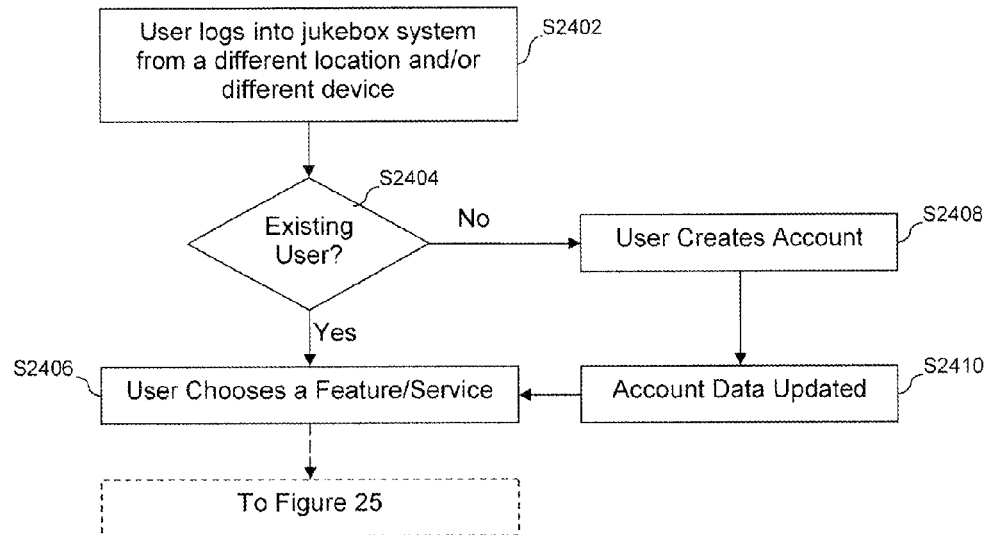 User logs into jukebox system
from a different location and/or
different device
S2402
S2404
Existing
User?
No
User Creates Account
S2408
Yes
S2406
User Chooses a Feature/Service
Account Data Updated
S2410
To Figure 25